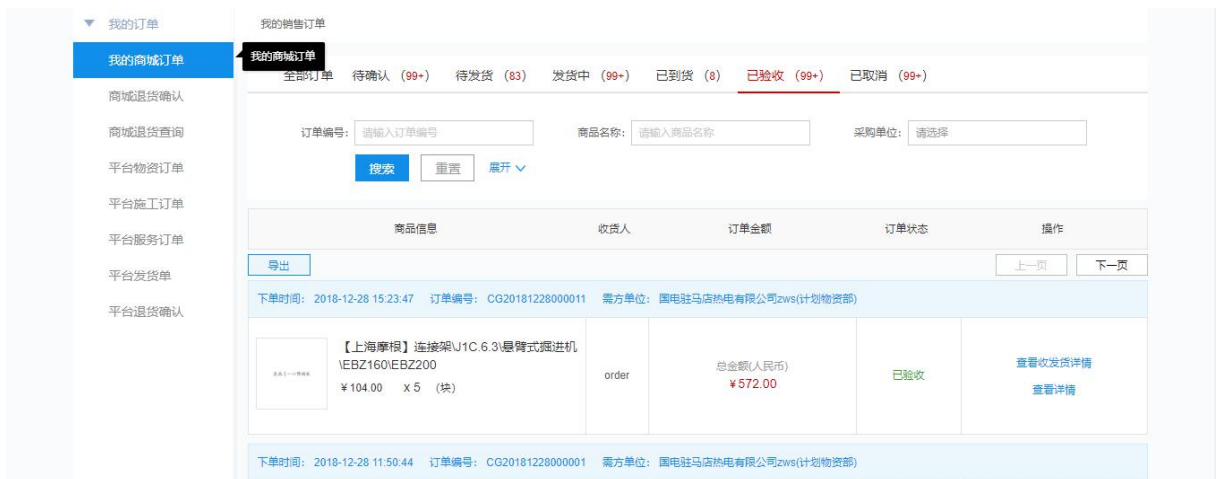 我的订单
我的商城订单
商城退货确认
商城退货查询
平台物资订单
平台施工订单
平台服务订单
平台发货单
平台退货确认
我的销售订单
我的商城订单
全部订单 待确认 (99+) 待发货 (83) 发货中 (99+) 已到货 (8) 已验收 (99+) 已取消 (99+)
订单编号: 请输入订单编号 商品名称: 请输入商品名称 采购单位: 请选择
搜索 重置 展开
商品信息 收货人 订单金额 订单状态 操作
导出 上一页 下一页
下单时间: 2018-12-28 15:23:47 订单编号: CG20181228000011 需方单位: 国电驻马店热电有限公司zws(计划物资部)
【上海摩根】连接架\J1C.6.3\悬臂式掘进机
\EBZ160\EBZ200
¥104.00 x 5 (块)
order
总金额(人民币)
¥572.00
已验收
查看收发货详情
查看详情
下单时间: 2018-12-28 11:50:44 订单编号: CG20181228000001 需方单位: 国电驻马店热电有限公司zws(计划物资部)